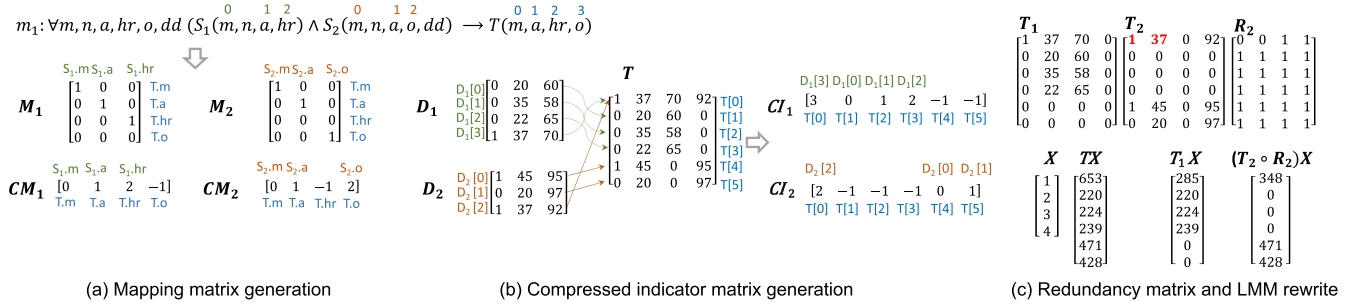 0 1 2 0 1 2 0 1 2 3
m₁: ∀m, n, a, hr, o, dd (S₁(m, n, a, hr) ∧ S₂(m, n, a, o, dd) ⟶ T(m, a, hr, o)
S₁.m S₁.a S₁.hr
M₁
1 0 0 T.m
0 1 0 T.a
0 0 1 T.hr
0 0 0 T.o
S₂.m S₂.a S₂.o
M₂
1 0 0 T.m
0 1 0 T.a
0 0 0 T.hr
0 0 1 T.o
S₁.m S₁.a S₁.hr
CM₁ [0 1 2 −1]
T.m T.a T.hr T.o
S₂.m S₂.a S₂.o
CM₂ [0 1 −1 2]
T.m T.a T.hr T.o
(a) Mapping matrix generation
D₁
D₁[0] 0 20 60
D₁[1] 0 35 58
D₁[2] 0 22 65
D₁[3] 1 37 70
D₂
D₂[0] 1 45 95
D₂[1] 0 20 97
D₂[2] 1 37 92
T
1 37 70 92 T[0]
0 20 60 0 T[1]
0 35 58 0 T[2]
0 22 65 0 T[3]
1 45 0 95 T[4]
0 20 0 97 T[5]
D₁[3] D₁[0] D₁[1] D₁[2]
CI₁ [3 0 1 2 −1 −1]
T[0] T[1] T[2] T[3] T[4] T[5]
D₂[2] D₂[0] D₂[1]
CI₂ [2 −1 −1 −1 0 1]
T[0] T[1] T[2] T[3] T[4] T[5]
(b) Compressed indicator matrix generation
T₁ T₂ R₂
1 37 70 0 1 37 0 92 0 0 1 1
0 20 60 0 0 0 0 0 1 1 1 1
0 35 58 0 0 0 0 0 1 1 1 1
0 22 65 0 0 0 0 0 1 1 1 1
0 0 0 0 1 45 0 95 1 1 1 1
0 0 0 0 0 20 0 97 1 1 1 1
X TX T₁X (T₂ ∘ R₂)X
1 653 285 348
2 220 220 0
3 224 224 0
4 239 239 0
471 0 471
428 0 428
(c) Redundancy matrix and LMM rewrite